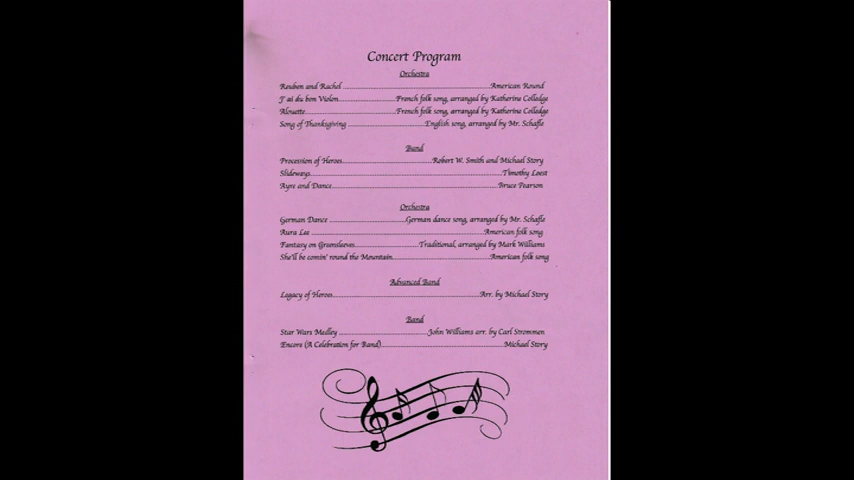 Concert Program
Orchestra
Reuben and Rachel ........................................ American Round
J' ai du bon Violon.................French folk song, arranged by Katherine Colledge
Alouette...........................French folk song, arranged by Katherine Colledge
Song of Thanksgiving .......................English song, arranged by Mr. Schafle
Band
Procession of Heroes...........................Robert W. Smith and Michael Story
Slideways.................................................Timothy Loest
Ayre and Dance............................................Bruce Pearson
Orchestra
German Dance .......................German dance song, arranged by Mr. Schafle
Aura Lee ..................................................American folk song
Fantasy on Greensleeves.................Traditional, arranged by Mark Williams
She'll be comin' round the Mountain.........................American folk song
Advanced Band
Legacy of Heroes...........................................Arr. by Michael Story
Band
Star Wars Medley .........................John Williams arr. by Carl Strommen
Encore (A Celebration for Band)...................................Michael Story